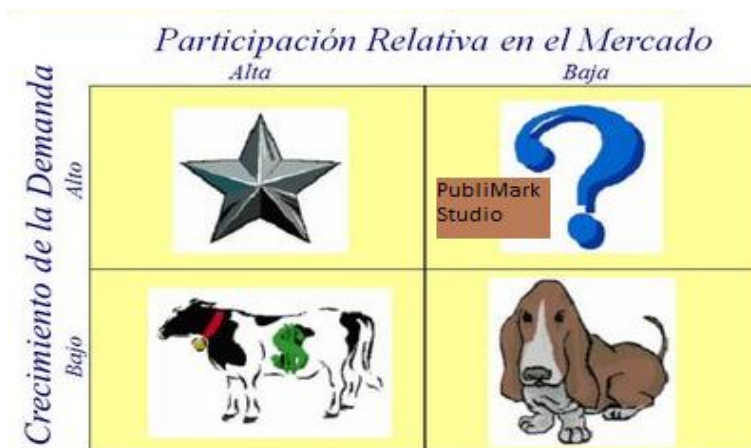 Participación Relativa en el Mercado
Alta
Baja
Crecimiento de la Demanda
Alto
PubliMark
Studio
$
Bajo